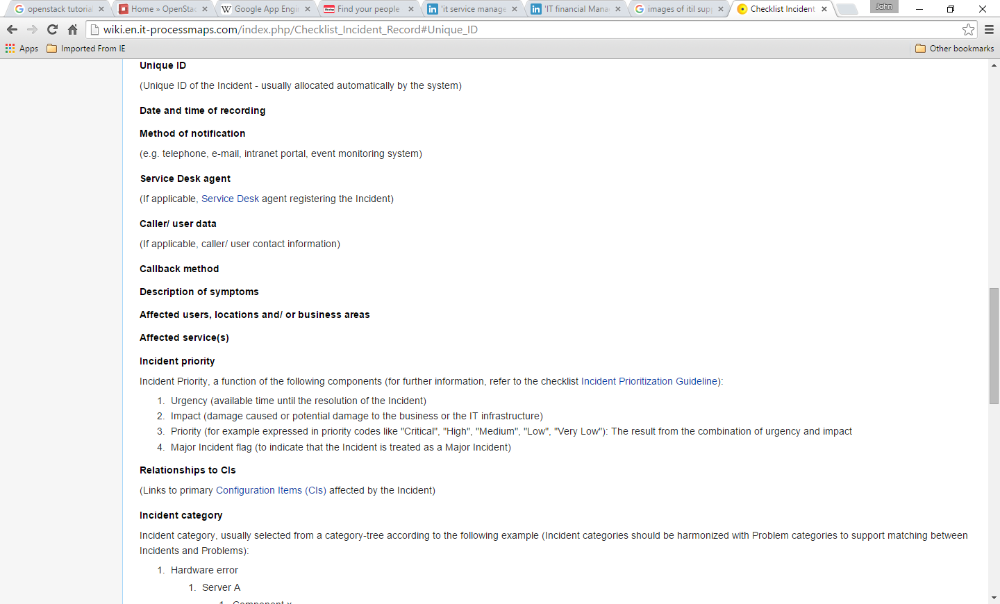 openstack tutorial
Home » OpenStac
Google App Engin
Find your people
'it service manage
'IT financial Mana
images of itil supp
Checklist Incident
John
wiki.en.it-processmaps.com/index.php/Checklist_Incident_Record#Unique_ID
Apps
Imported From IE
Other bookmarks
Unique ID
(Unique ID of the Incident - usually allocated automatically by the system)
Date and time of recording
Method of notification
(e.g. telephone, e-mail, intranet portal, event monitoring system)
Service Desk agent
(If applicable, Service Desk agent registering the Incident)
Caller/ user data
(If applicable, caller/ user contact information)
Callback method
Description of symptoms
Affected users, locations and/ or business areas
Affected service(s)
Incident priority
Incident Priority, a function of the following components (for further information, refer to the checklist Incident Prioritization Guideline):
1. Urgency (available time until the resolution of the Incident)
2. Impact (damage caused or potential damage to the business or the IT infrastructure)
3. Priority (for example expressed in priority codes like "Critical", "High", "Medium", "Low", "Very Low"): The result from the combination of urgency and impact
4. Major Incident flag (to indicate that the Incident is treated as a Major Incident)
Relationships to CIs
(Links to primary Configuration Items (CIs) affected by the Incident)
Incident category
Incident category, usually selected from a category-tree according to the following example (Incident categories should be harmonized with Problem categories to support matching between
Incidents and Problems):
1. Hardware error
1. Server A
1. Component x